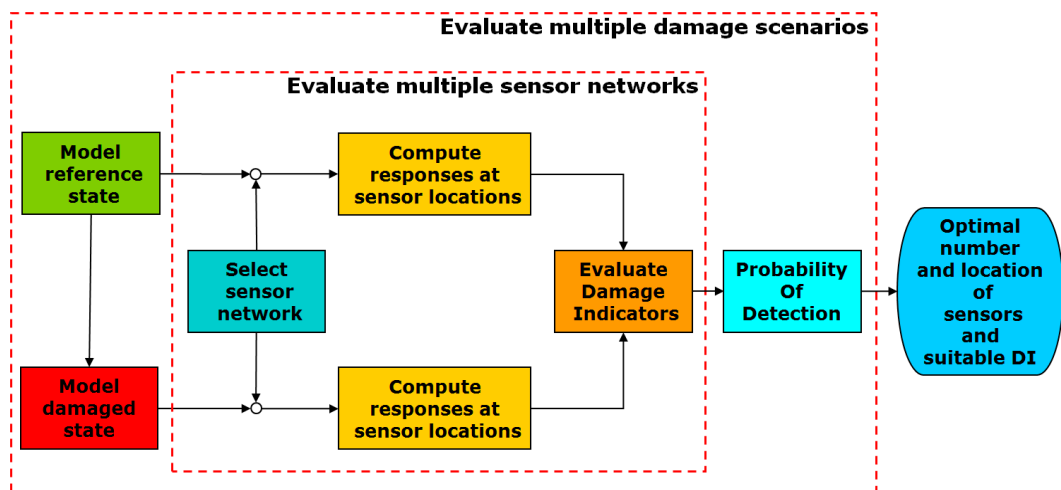 Evaluate multiple damage scenarios
Evaluate multiple sensor networks
Model
reference
state
Compute
responses at
sensor locations
Select
sensor
network
Evaluate
Damage
Indicators
Probability
Of
Detection
Optimal
number
and location
of
sensors
and
suitable DI
Model
damaged
state
Compute
responses at
sensor locations